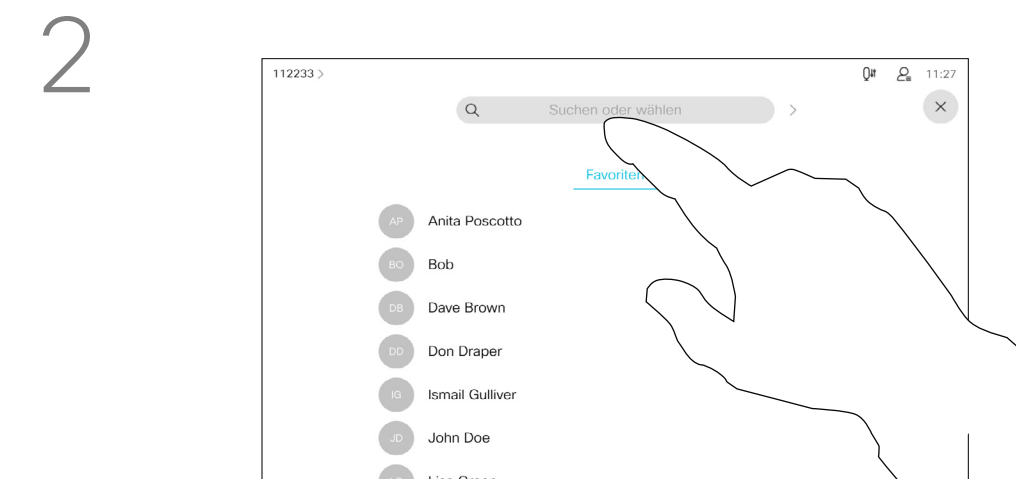 2
112233 >
11:27
Suchen oder wählen
Favoriten
AP Anita Poscotto
BO Bob
DB Dave Brown
DD Don Draper
IG Ismail Gulliver
JD John Doe